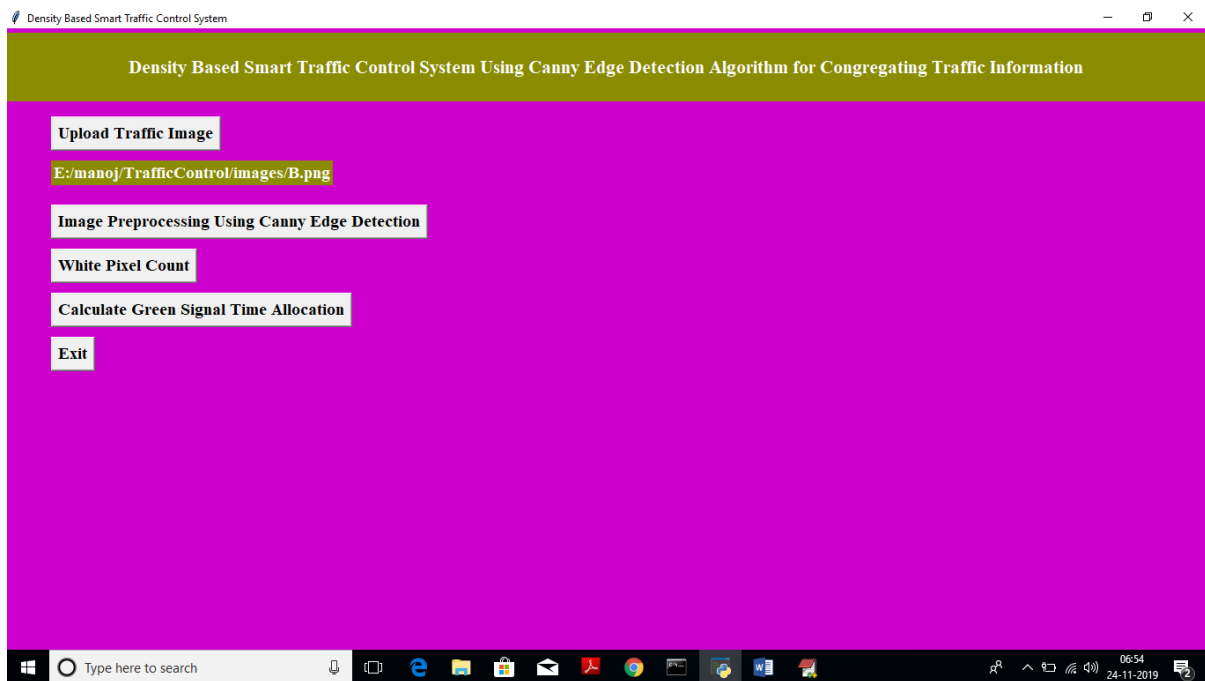 Density Based Smart Traffic Control System
Density Based Smart Traffic Control System Using Canny Edge Detection Algorithm for Congregating Traffic Information
Upload Traffic Image
E:/manoj/TrafficControl/images/B.png
Image Preprocessing Using Canny Edge Detection
White Pixel Count
Calculate Green Signal Time Allocation
Exit
Type here to search
06:54
24-11-2019
2